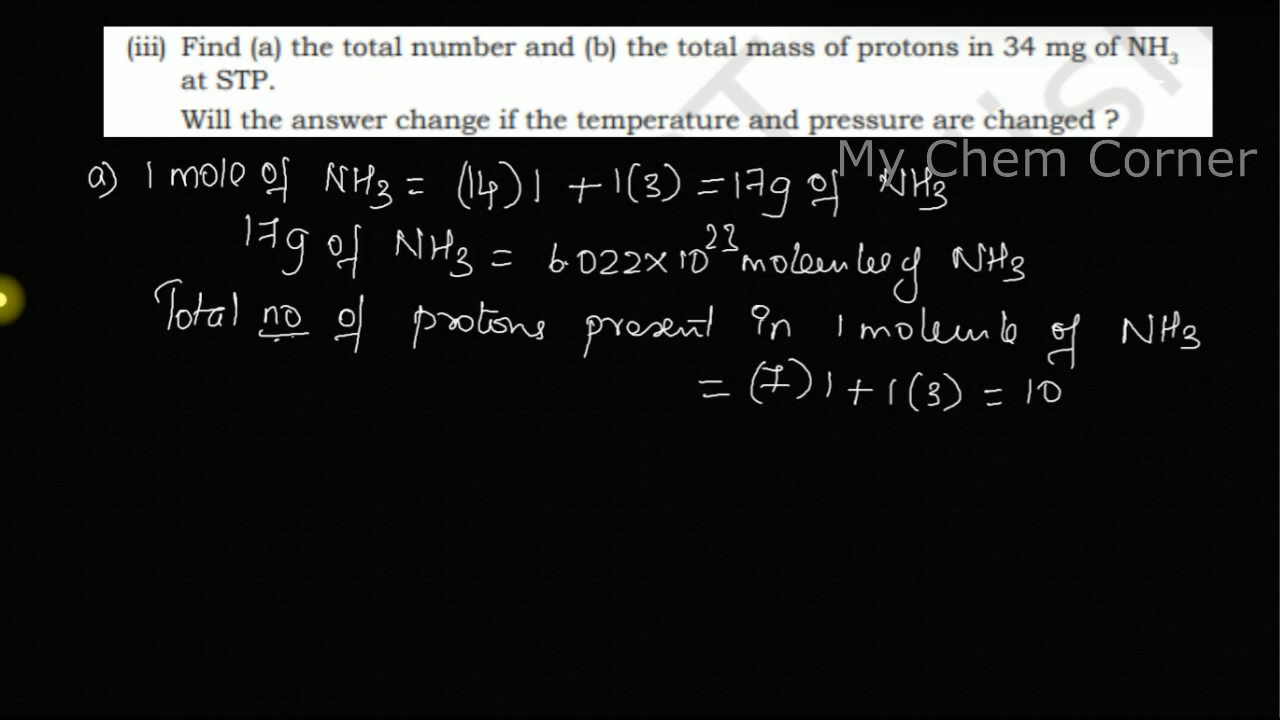 (iii) Find (a) the total number and (b) the total mass of protons in 34 mg of NH₃
at STP.
Will the answer change if the temperature and pressure are changed ?
My Chem Corner
a) 1 mole of NH₃ = (14)1 + 1(3) = 17g of NH₃
17g of NH₃ = 6.022×10²³ molecules of NH₃
Total no of protons present in 1 molecule of NH₃
= (7)1 + 1(3) = 10